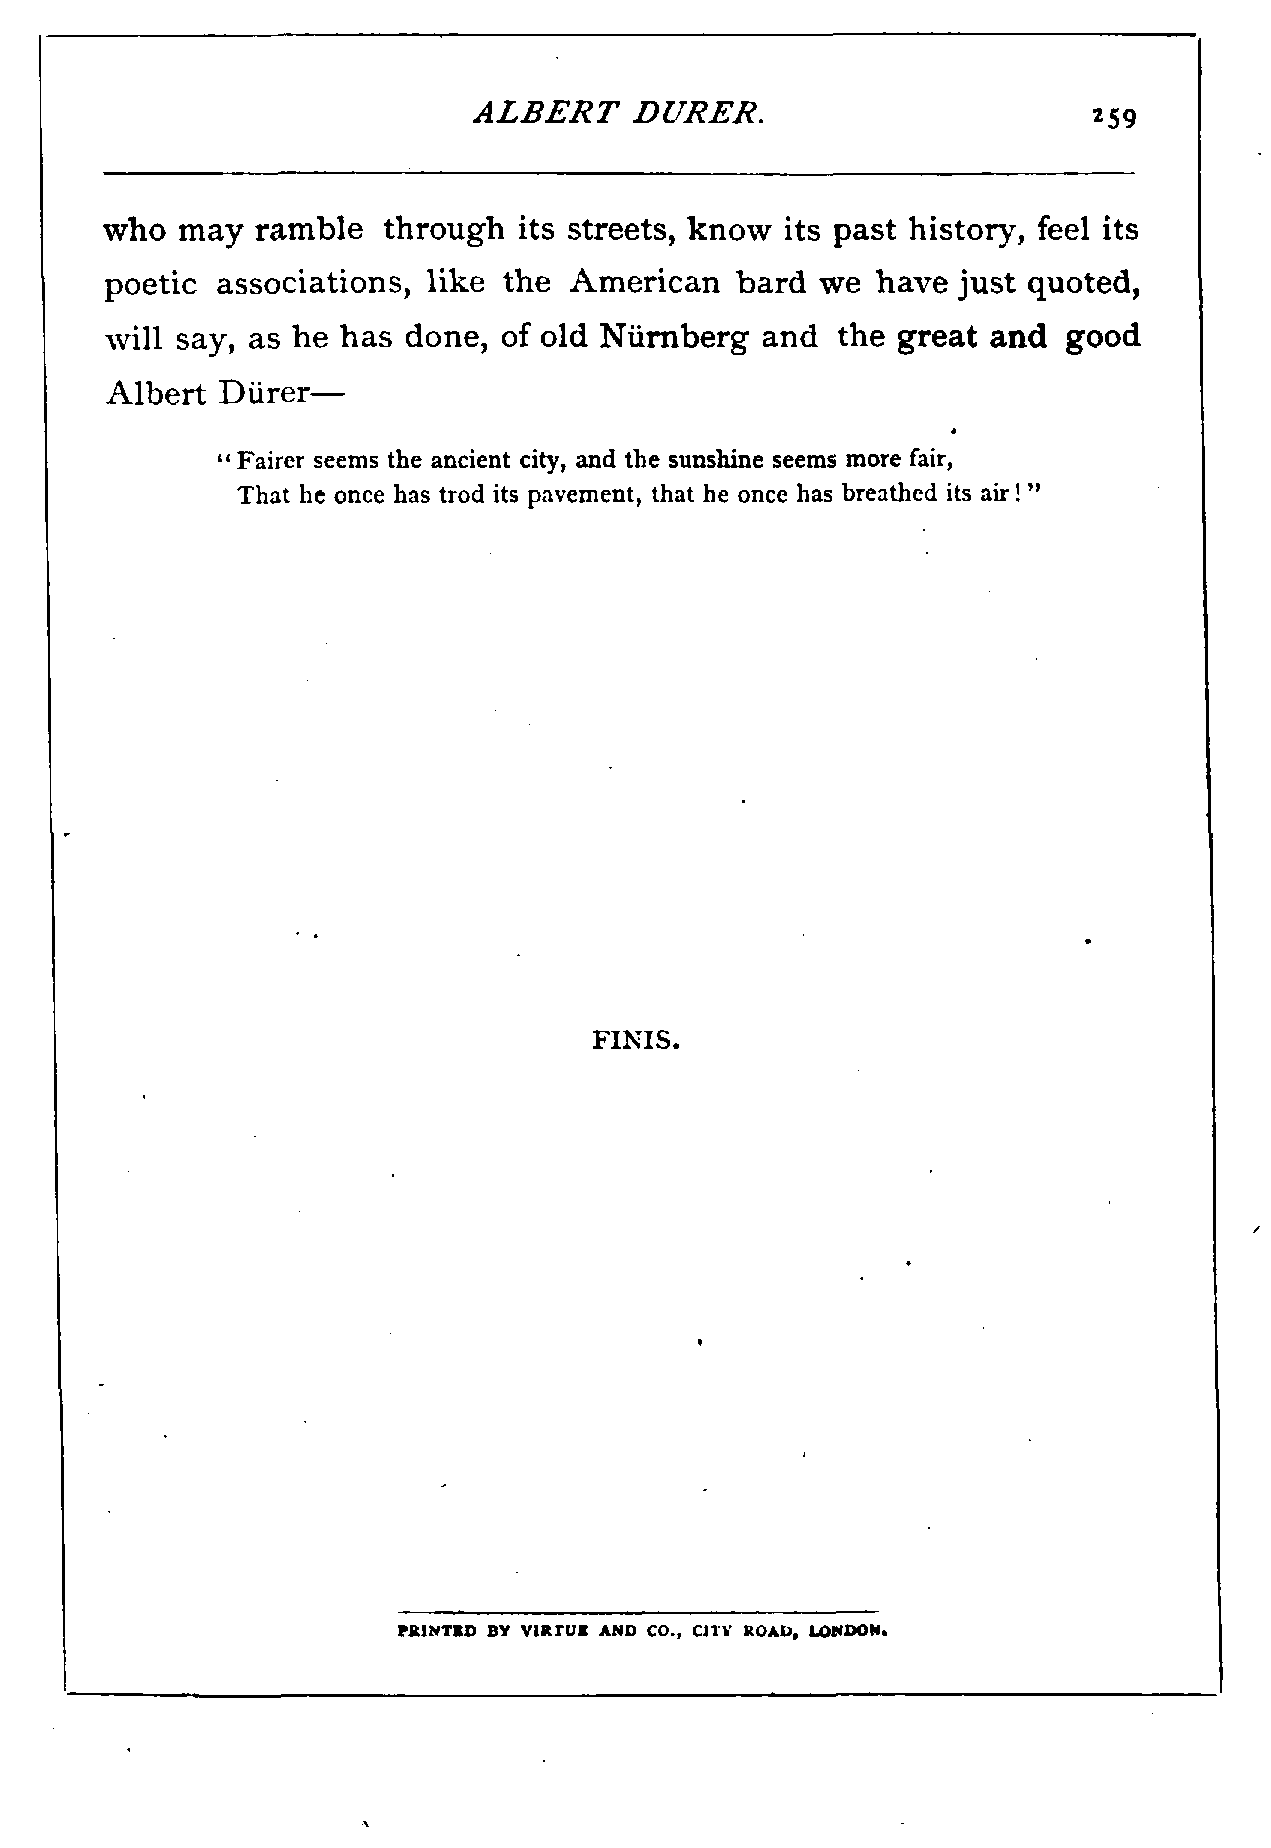 ALBERT DURER. 259
who may ramble through its streets, know its past history, feel its
poetic associations, like the American bard we have just quoted,
will say, as he has done, of old Nürnberg and the great and good
Albert Dürer—
“Fairer seems the ancient city, and the sunshine seems more fair,
That he once has trod its pavement, that he once has breathed its air!”
FINIS.
PRINTED BY VIRTUE AND CO., CITY ROAD, LONDON.